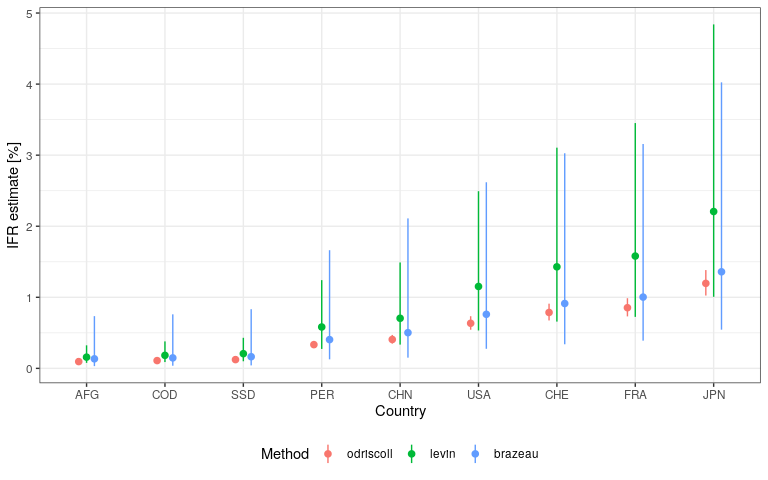 IFR estimate [%]
5
4
3
2
1
0
AFG COD SSD PER CHN USA CHE FRA JPN
Country
Method odriscoll levin brazeau